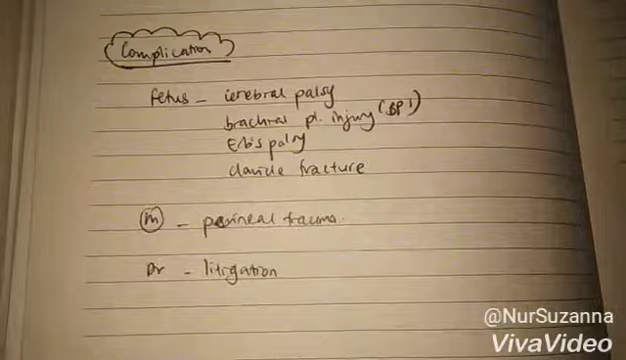 Complication
Fetus - cerebral palsy
brachial pl. injury (BPI)
Erb's palsy
clavicle fracture
(M) - perineal trauma.
Dr - litigation
@NurSuzanna
VivaVideo